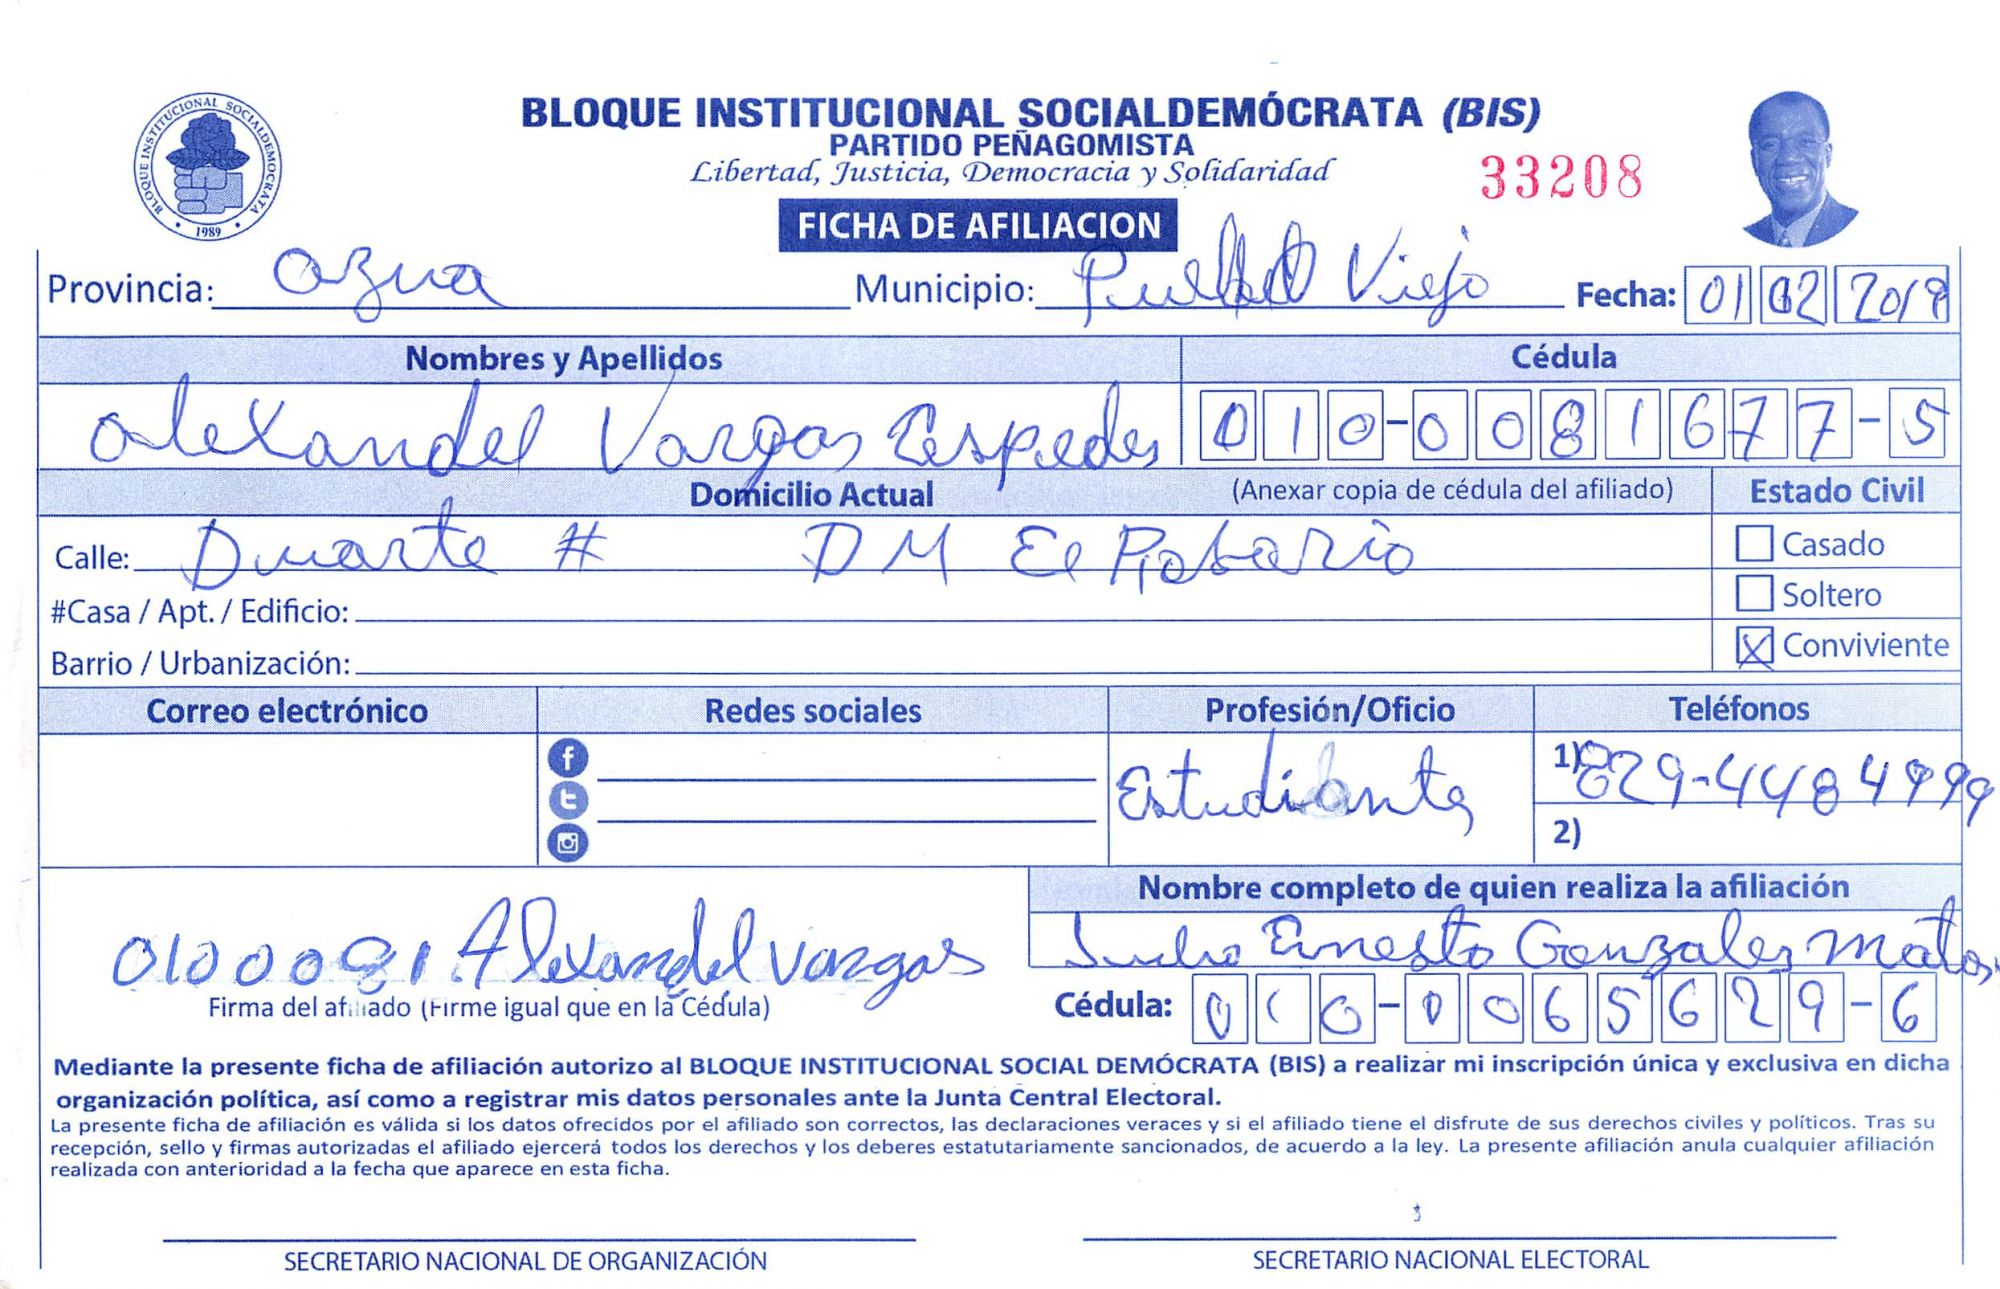 BLOQUE INSTITUCIONAL SOCIALDEMOCRATA
1989
BLOQUE INSTITUCIONAL SOCIALDEMÓCRATA (BIS)
PARTIDO PEÑAGOMISTA
Libertad, Justicia, Democracia y Solidaridad
33208
FICHA DE AFILIACION
Provincia: Azua Municipio: Viejo Fecha: 01 02 2019
Nombres y Apellidos Cédula
Alexandel Vargas Cespedes 010-0081677-5
Domicilio Actual (Anexar copia de cédula del afiliado) Estado Civil
Calle: Duarte # DM El Rosario Casado
#Casa / Apt. / Edificio: Soltero
Barrio / Urbanización: X Conviviente
Correo electrónico Redes sociales Profesión/Oficio Teléfonos
Estudiante 1) 829-4484999
2)
Nombre completo de quien realiza la afiliación
0100081 Alexandel Vargas Julio Ernesto Gonzales Matos
Firma del afiliado (Firme igual que en la Cédula) Cédula: 010-0065629-6
Mediante la presente ficha de afiliación autorizo al BLOQUE INSTITUCIONAL SOCIAL DEMÓCRATA (BIS) a realizar mi inscripción única y exclusiva en dicha
organización política, así como a registrar mis datos personales ante la Junta Central Electoral.
La presente ficha de afiliación es válida si los datos ofrecidos por el afiliado son correctos, las declaraciones veraces y si el afiliado tiene el disfrute de sus derechos civiles y políticos. Tras su
recepción, sello y firmas autorizadas el afiliado ejercerá todos los derechos y los deberes estatutariamente sancionados, de acuerdo a la ley. La presente afiliación anula cualquier afiliación
realizada con anterioridad a la fecha que aparece en esta ficha.
SECRETARIO NACIONAL DE ORGANIZACIÓN SECRETARIO NACIONAL ELECTORAL